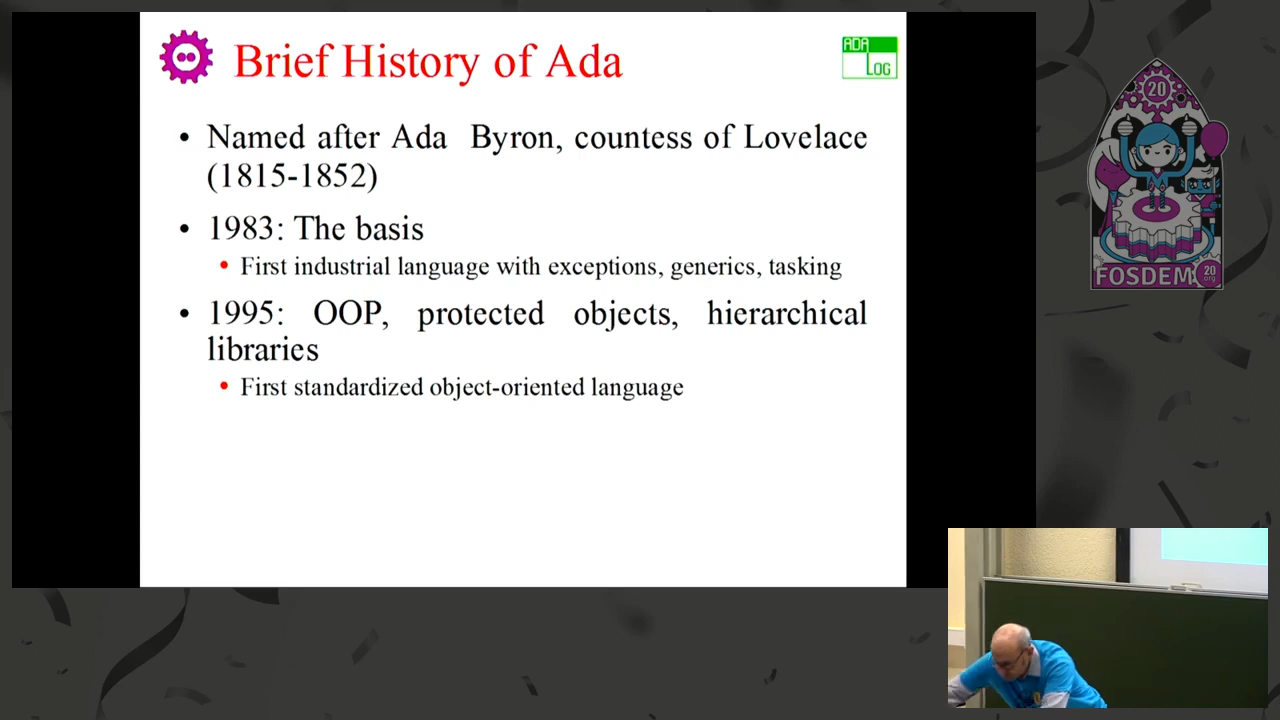 Brief History of Ada
ADA
LOG
• Named after Ada Byron, countess of Lovelace
(1815-1852)
• 1983: The basis
• First industrial language with exceptions, generics, tasking
• 1995: OOP, protected objects, hierarchical
libraries
• First standardized object-oriented language
20
FOSDEM
20
org